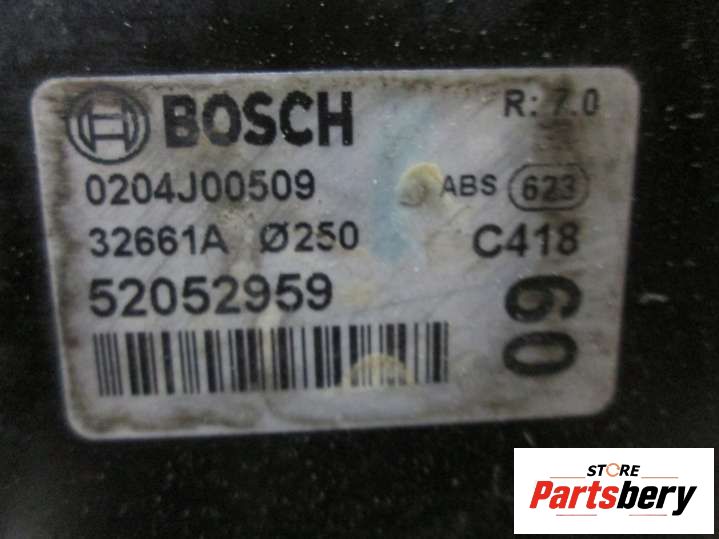 BOSCH R: 7.0
0204J00509 ABS 623
32661A Ø250 C418
52052959
09
STORE
Partsbery